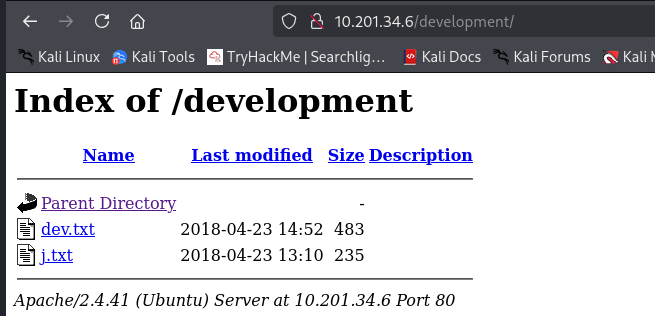 10.201.34.6/development/
Kali Linux Kali Tools TryHackMe | Searchlig… Kali Docs Kali Forums Kali
Index of /development
Name Last modified Size Description
Parent Directory -
dev.txt 2018-04-23 14:52 483
j.txt 2018-04-23 13:10 235
Apache/2.4.41 (Ubuntu) Server at 10.201.34.6 Port 80